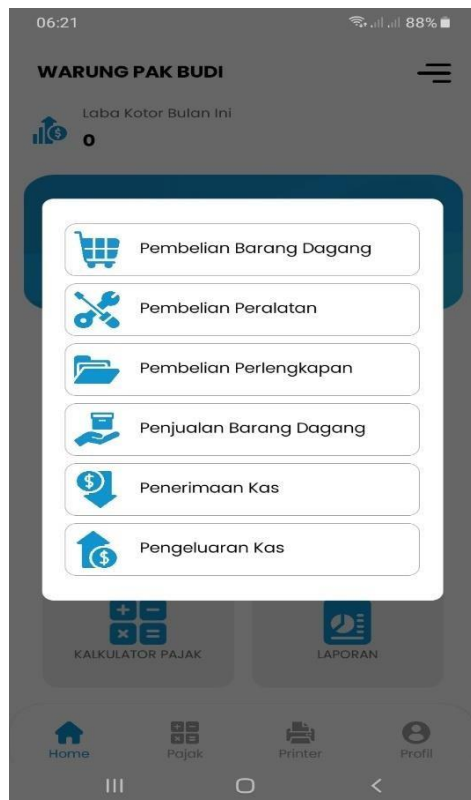 06:21
88%
WARUNG PAK BUDI
Laba Kotor Bulan Ini
0
Pembelian Barang Dagang
Pembelian Peralatan
Pembelian Perlengkapan
Penjualan Barang Dagang
Penerimaan Kas
Pengeluaran Kas
KALKULATOR PAJAK
LAPORAN
Home
Pajak
Printer
Profil